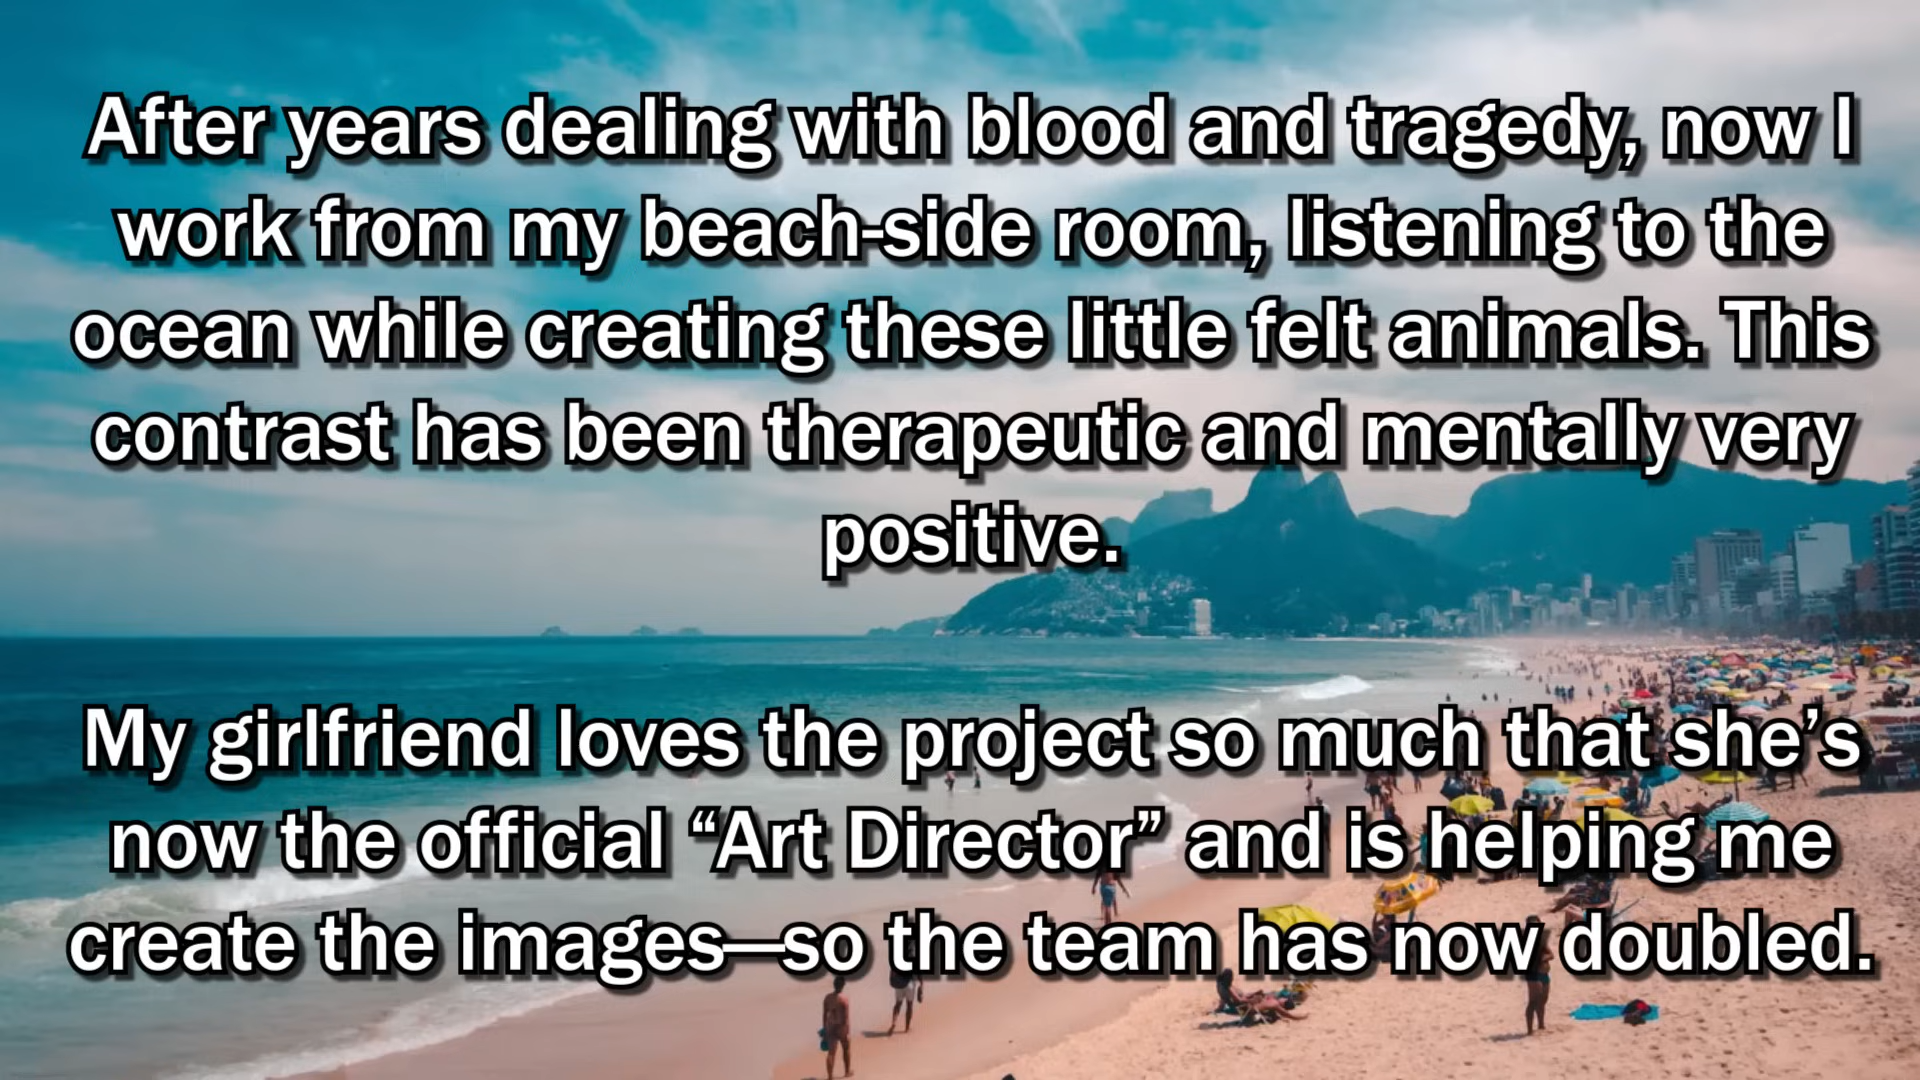 After years dealing with blood and tragedy, now I
work from my beach-side room, listening to the
ocean while creating these little felt animals. This
contrast has been therapeutic and mentally very
positive.
My girlfriend loves the project so much that she’s
now the official “Art Director” and is helping me
create the images—so the team has now doubled.